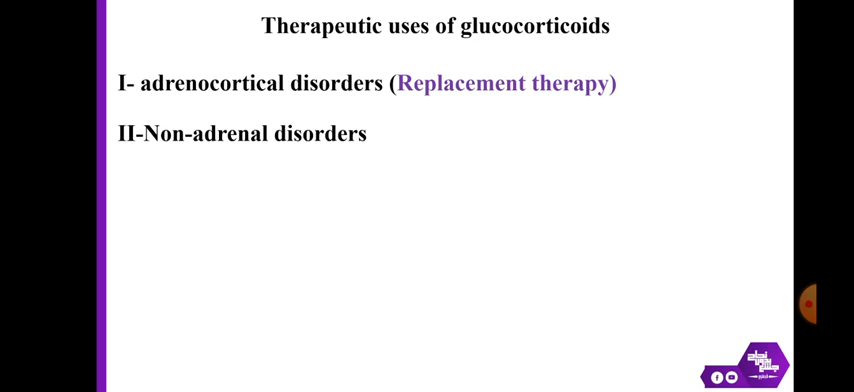 Therapeutic uses of glucocorticoids
I- adrenocortical disorders (Replacement therapy)
II-Non-adrenal disorders